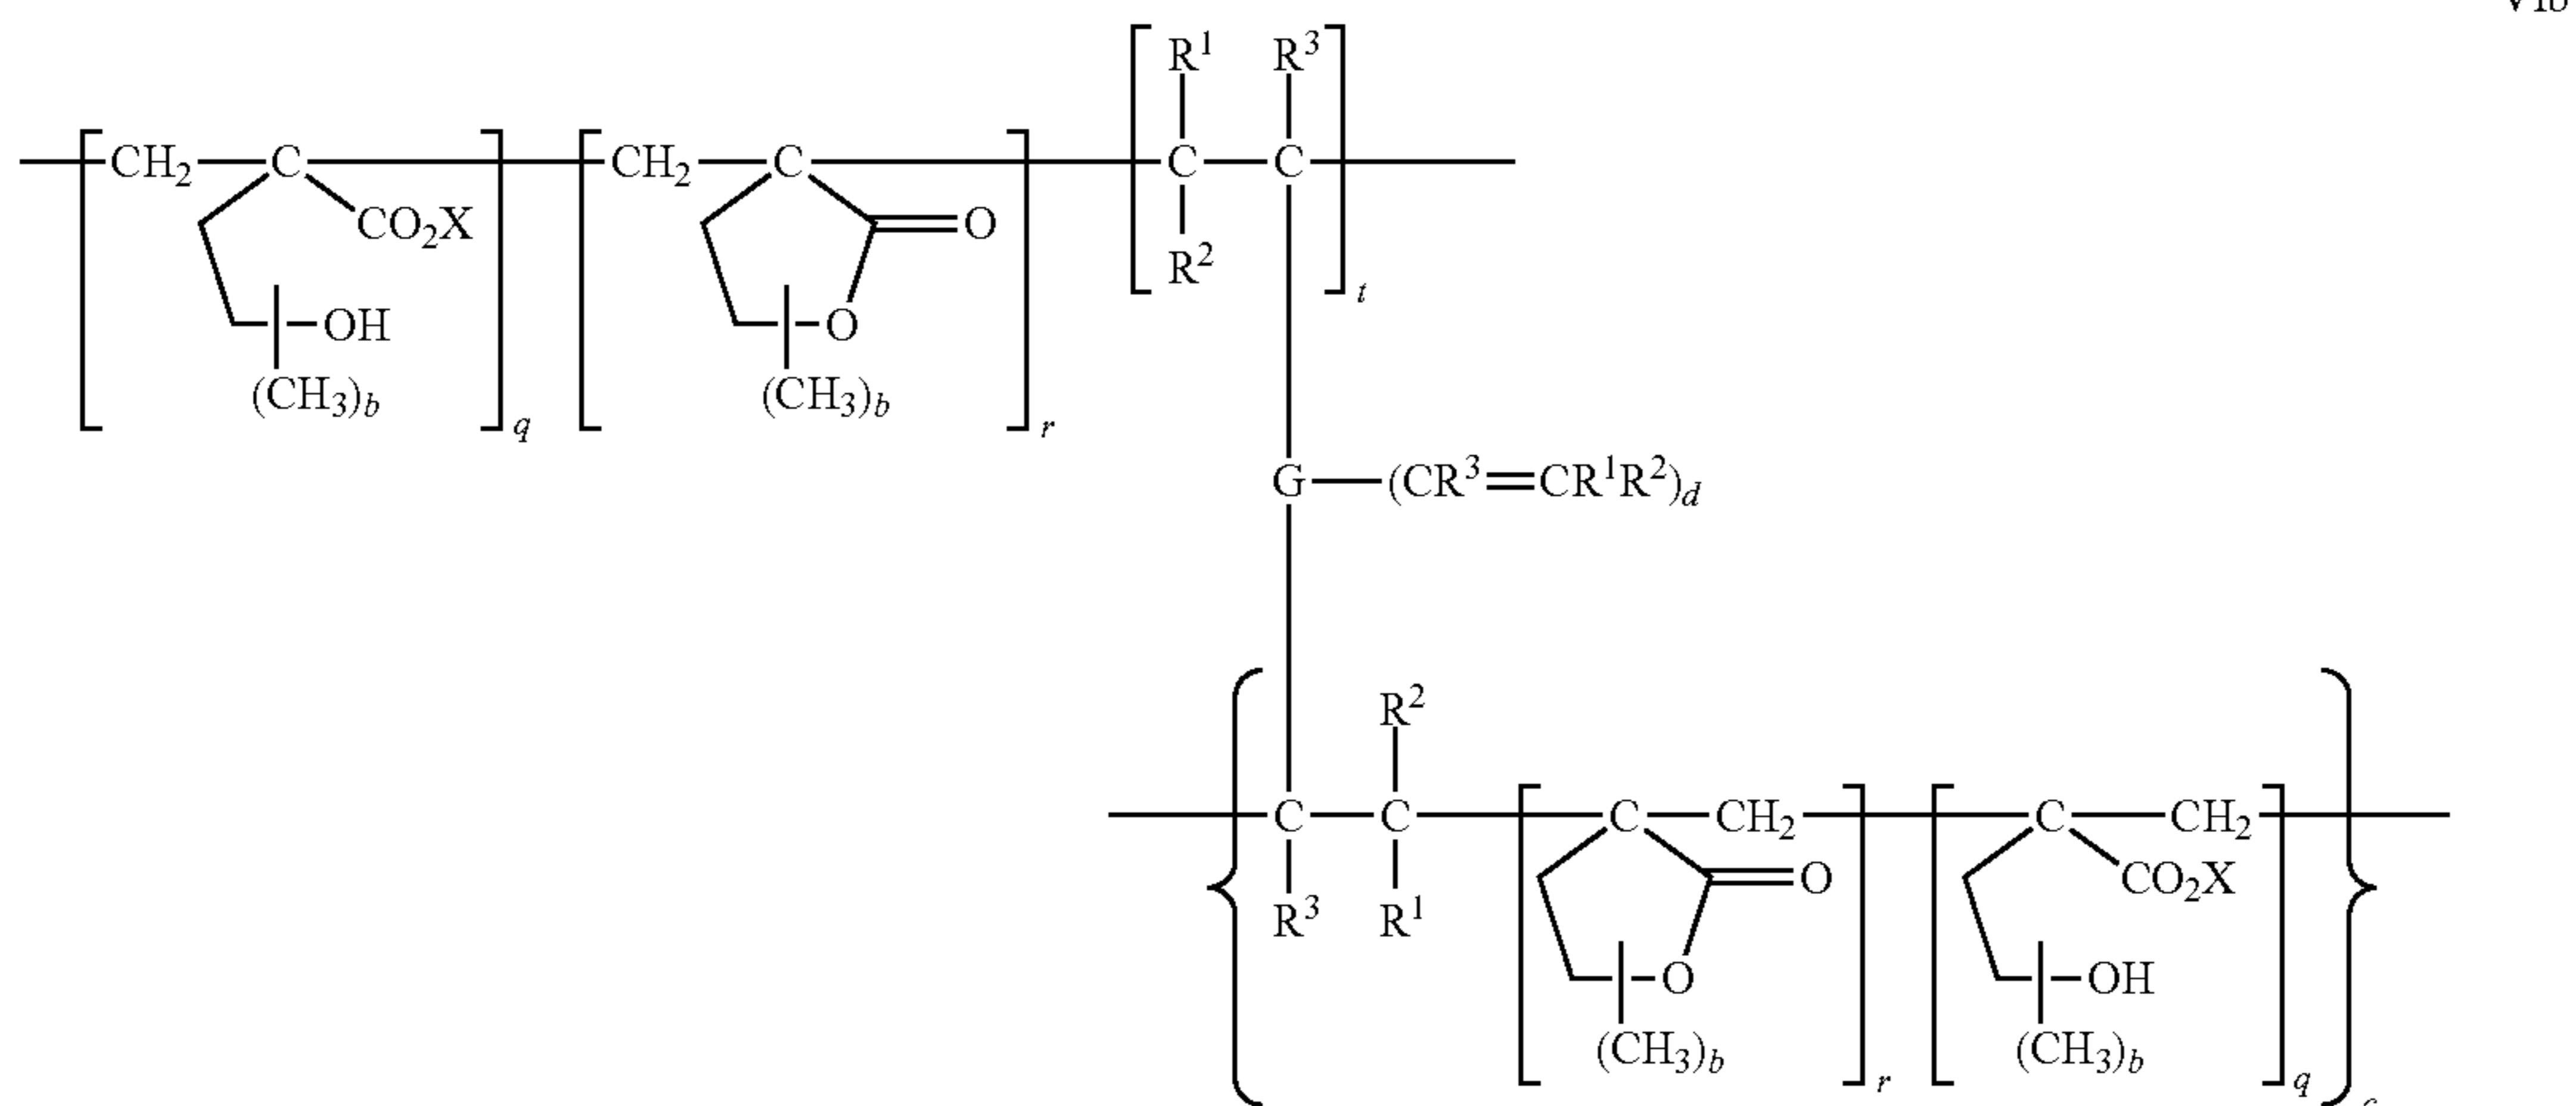 VIb
R¹ R³
CH₂ C CH₂ C C C
CO₂X O
R²
t
OH O
(CH₃)b (CH₃)b
q r
G (CR³=CR¹R²)d
R²
C C C CH₂ C CH₂
O CO₂X
R³ R¹
O OH
(CH₃)b (CH₃)b
r q
c